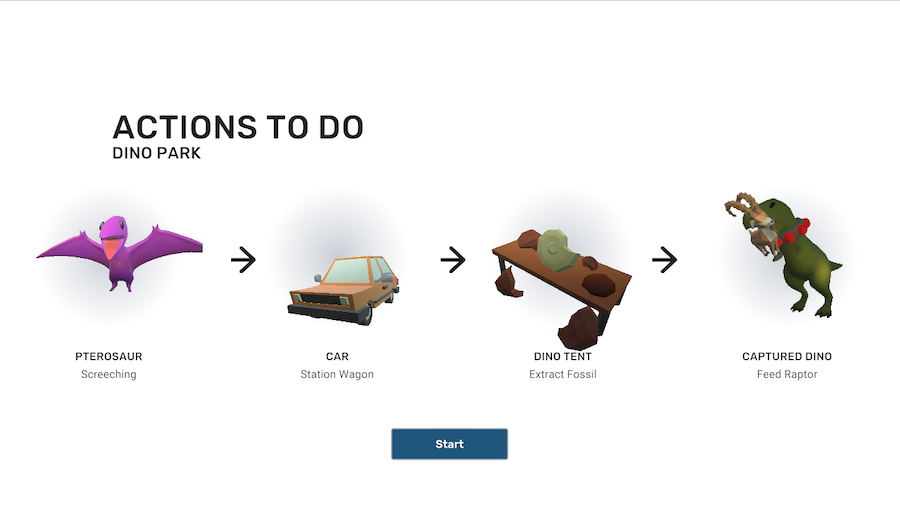 ACTIONS TO DO
DINO PARK
PTEROSAUR
Screeching
CAR
Station Wagon
DINO TENT
Extract Fossil
CAPTURED DINO
Feed Raptor
Start